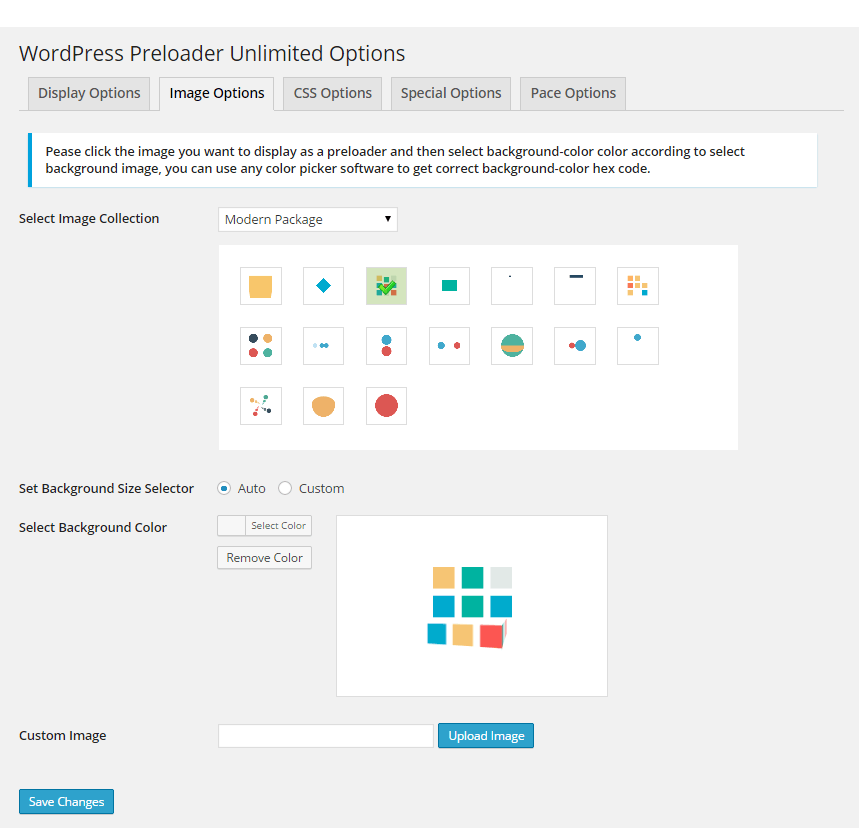 WordPress Preloader Unlimited Options
Display Options
Image Options
CSS Options
Special Options
Pace Options
Pease click the image you want to display as a preloader and then select background-color color according to select
background image, you can use any color picker software to get correct background-color hex code.
Select Image Collection
Modern Package
Set Background Size Selector
Auto
Custom
Select Background Color
Select Color
Remove Color
Custom Image
Upload Image
Save Changes